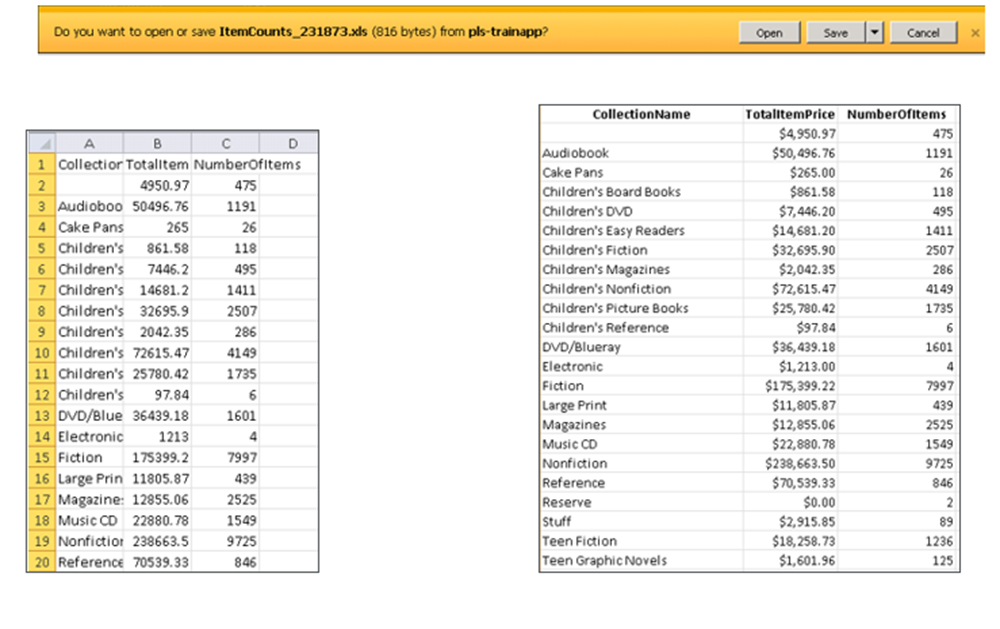 Do you want to open or save ItemCounts_231873.xls (816 bytes) from pls-trainapp?
Open
Save
Cancel
A B C D
1 Collection TotalItem NumberOfItems
2 4950.97 475
3 Audioboo 50496.76 1191
4 Cake Pans 265 26
5 Children's 861.58 118
6 Children's 7446.2 495
7 Children's 14681.2 1411
8 Children's 32695.9 2507
9 Children's 2042.35 286
10 Children's 72615.47 4149
11 Children's 25780.42 1735
12 Children's 97.84 6
13 DVD/Blue 36439.18 1601
14 Electronic 1213 4
15 Fiction 175399.2 7997
16 Large Prin 11805.87 439
17 Magazine 12855.06 2525
18 Music CD 22880.78 1549
19 Nonfiction 238663.5 9725
20 Reference 70539.33 846
CollectionName TotalItemPrice NumberOfItems
$4,950.97 475
Audiobook $50,496.76 1191
Cake Pans $265.00 26
Children's Board Books $861.58 118
Children's DVD $7,446.20 495
Children's Easy Readers $14,681.20 1411
Children's Fiction $32,695.90 2507
Children's Magazines $2,042.35 286
Children's Nonfiction $72,615.47 4149
Children's Picture Books $25,780.42 1735
Children's Reference $97.84 6
DVD/Blueray $36,439.18 1601
Electronic $1,213.00 4
Fiction $175,399.22 7997
Large Print $11,805.87 439
Magazines $12,855.06 2525
Music CD $22,880.78 1549
Nonfiction $238,663.50 9725
Reference $70,539.33 846
Reserve $0.00 2
Stuff $2,915.85 89
Teen Fiction $18,258.73 1236
Teen Graphic Novels $1,601.96 125